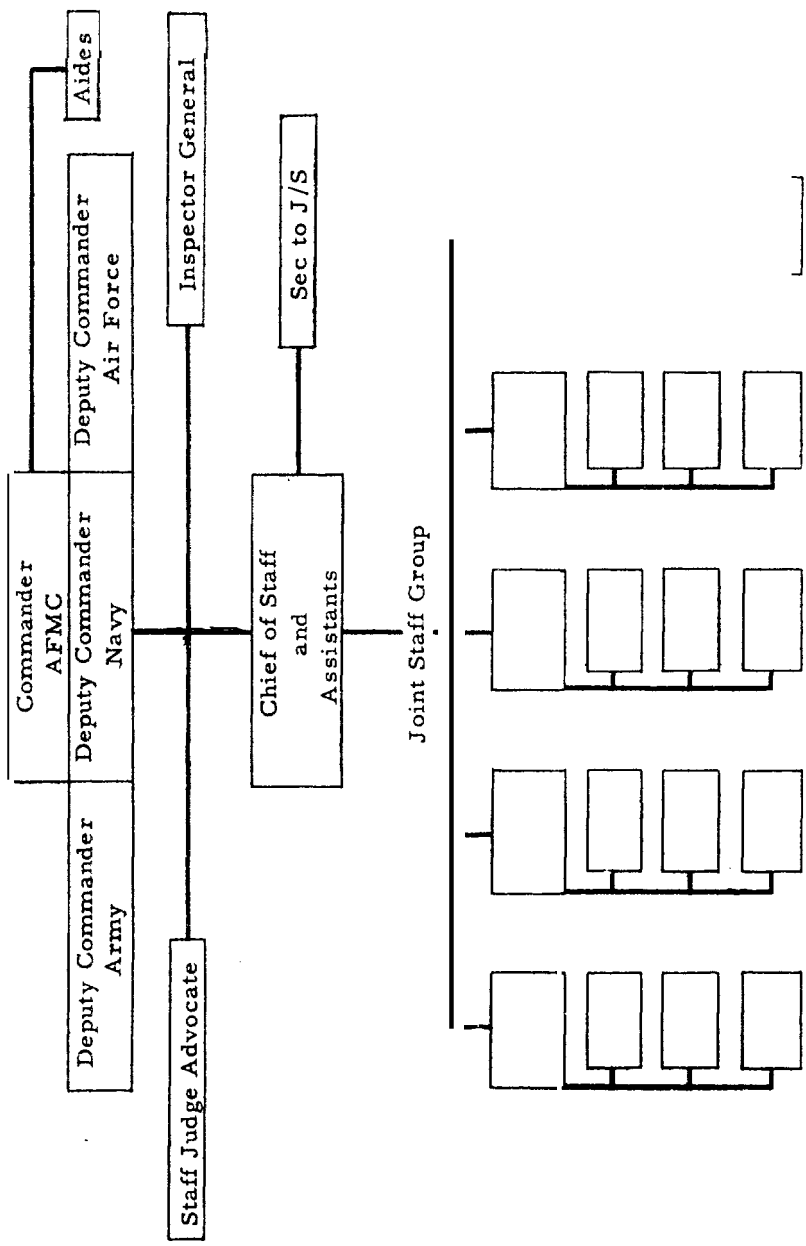 Commander
AFMC
Aides
Deputy Commander
Army
Deputy Commander
Navy
Deputy Commander
Air Force
Staff Judge Advocate
Inspector General
Chief of Staff
and
Assistants
Sec to J/S
Joint Staff Group